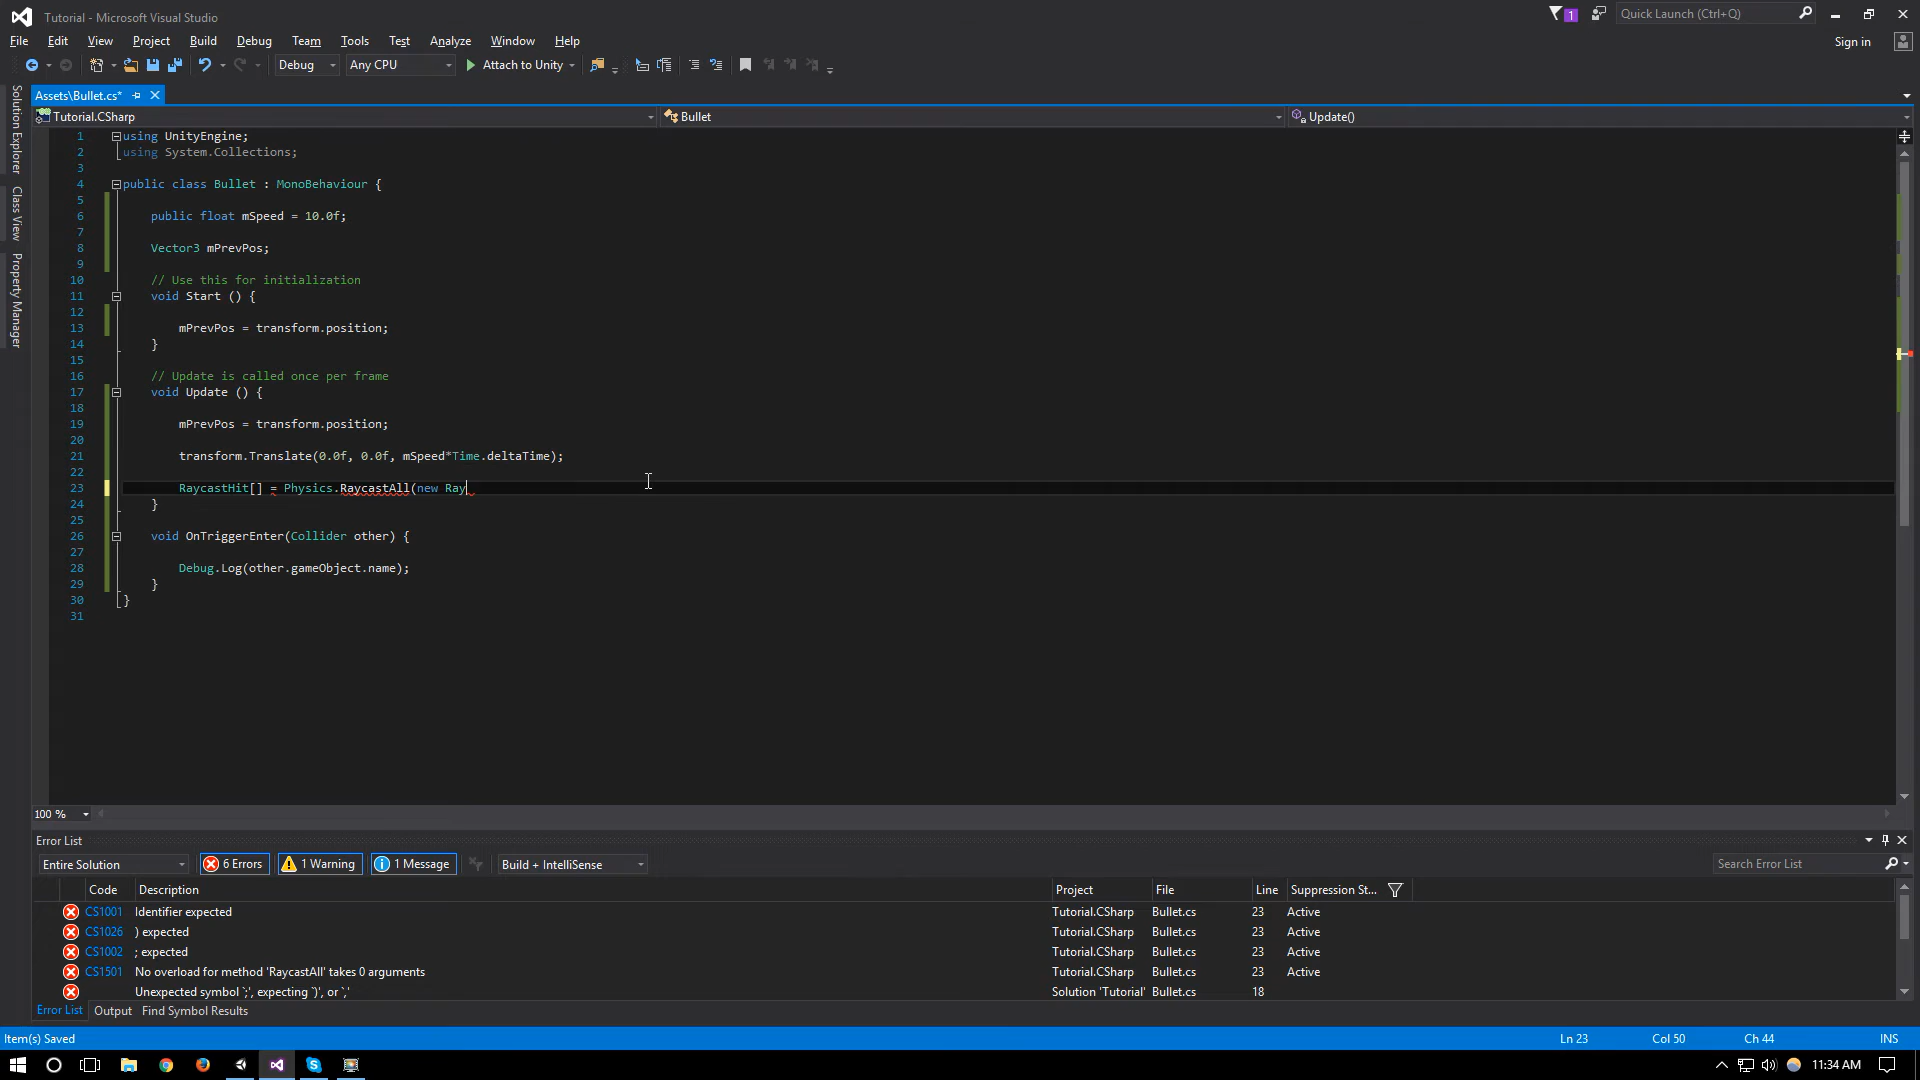 Tutorial - Microsoft Visual Studio
1
Quick Launch (Ctrl+Q)
File Edit View Project Build Debug Team Tools Test Analyze Window Help
Sign in
Debug Any CPU Attach to Unity
Solution Explorer
Class View
Property Manager
Assets\Bullet.cs*
Tutorial.CSharp Bullet Update()
1 using UnityEngine;
2 using System.Collections;
3
4 public class Bullet : MonoBehaviour {
5
6 public float mSpeed = 10.0f;
7
8 Vector3 mPrevPos;
9
10 // Use this for initialization
11 void Start () {
12
13 mPrevPos = transform.position;
14 }
15
16 // Update is called once per frame
17 void Update () {
18
19 mPrevPos = transform.position;
20
21 transform.Translate(0.0f, 0.0f, mSpeed*Time.deltaTime);
22
23 RaycastHit[] = Physics.RaycastAll(new Ray
24 }
25
26 void OnTriggerEnter(Collider other) {
27
28 Debug.Log(other.gameObject.name);
29 }
30 }
31
100 %
Error List
Entire Solution 6 Errors 1 Warning 1 Message Build + IntelliSense Search Error List
Code Description Project File Line Suppression St...
CS1001 Identifier expected Tutorial.CSharp Bullet.cs 23 Active
CS1026 ) expected Tutorial.CSharp Bullet.cs 23 Active
CS1002 ; expected Tutorial.CSharp Bullet.cs 23 Active
CS1501 No overload for method 'RaycastAll' takes 0 arguments Tutorial.CSharp Bullet.cs 23 Active
Unexpected symbol `;', expecting `)', or `,' Solution 'Tutorial' Bullet.cs 18
Error List Output Find Symbol Results
Item(s) Saved Ln 23 Col 50 Ch 44 INS
11:34 AM